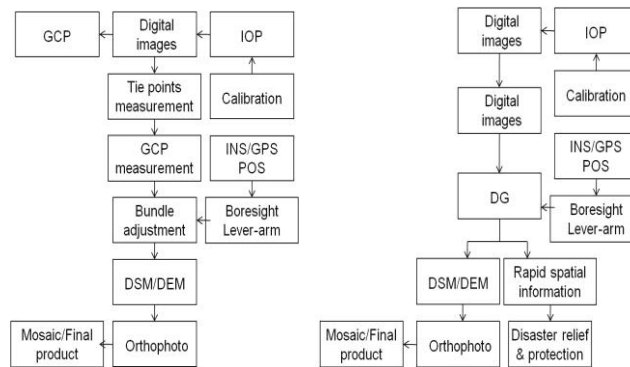 GCP
Digital
images
IOP
Tie points
measurement
Calibration
GCP
measurement
INS/GPS
POS
Bundle
adjustment
Boresight
Lever-arm
DSM/DEM
Mosaic/Final
product
Orthophoto
Digital
images
IOP
Digital
images
Calibration
INS/GPS
POS
DG
Boresight
Lever-arm
DSM/DEM
Rapid spatial
information
Mosaic/Final
product
Orthophoto
Disaster relief
& protection